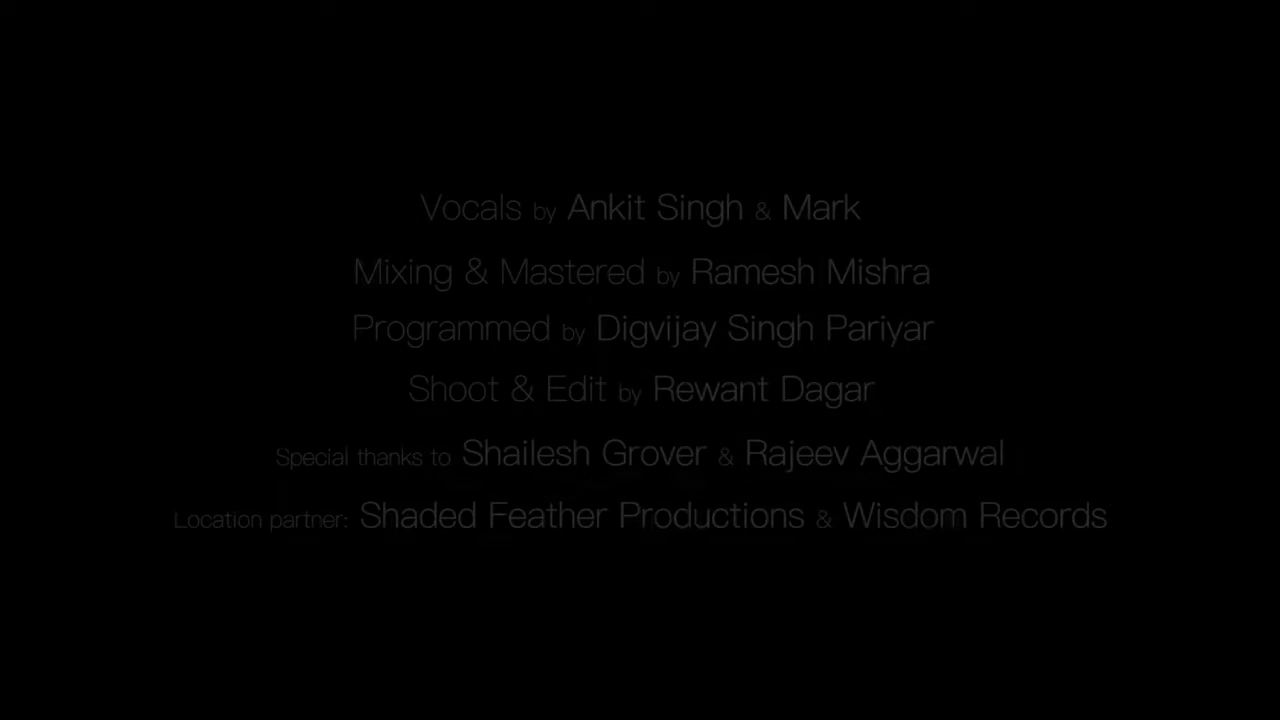 Vocals by Ankit Singh & Mark
Mixing & Mastered by Ramesh Mishra
Programmed by Digvijay Singh Pariyar
Shoot & Edit by Rewant Dagar
Special thanks to Shailesh Grover & Rajeev Aggarwal
Location partner: Shaded Feather Productions & Wisdom Records